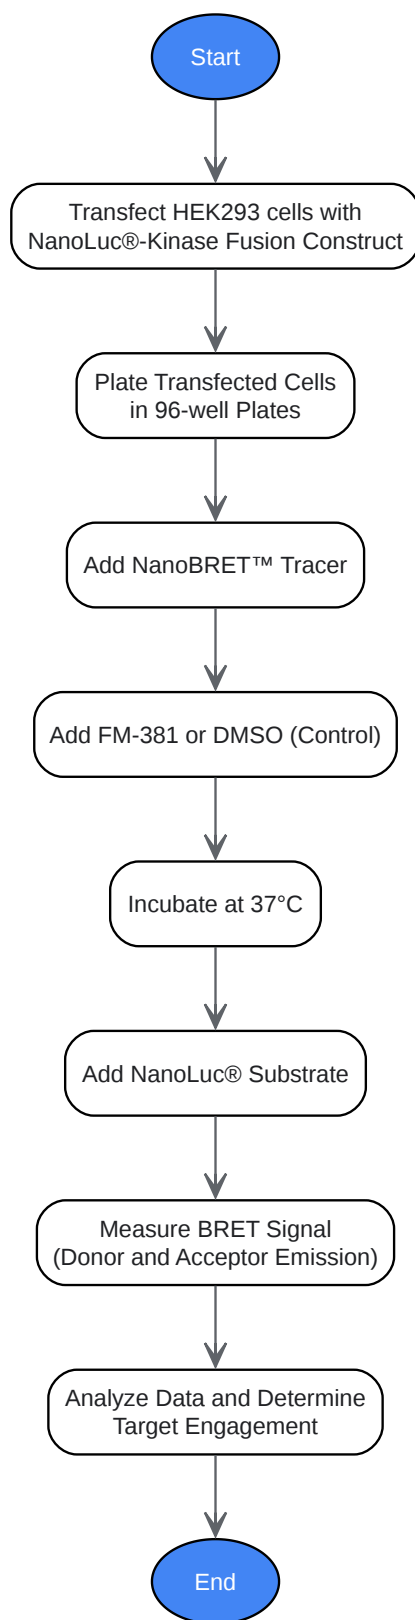 Start
Transfect HEK293 cells with
NanoLuc®-Kinase Fusion Construct
Plate Transfected Cells
in 96-well Plates
Add NanoBRET™ Tracer
Add FM-381 or DMSO (Control)
Incubate at 37°C
Add NanoLuc® Substrate
Measure BRET Signal
(Donor and Acceptor Emission)
Analyze Data and Determine
Target Engagement
End